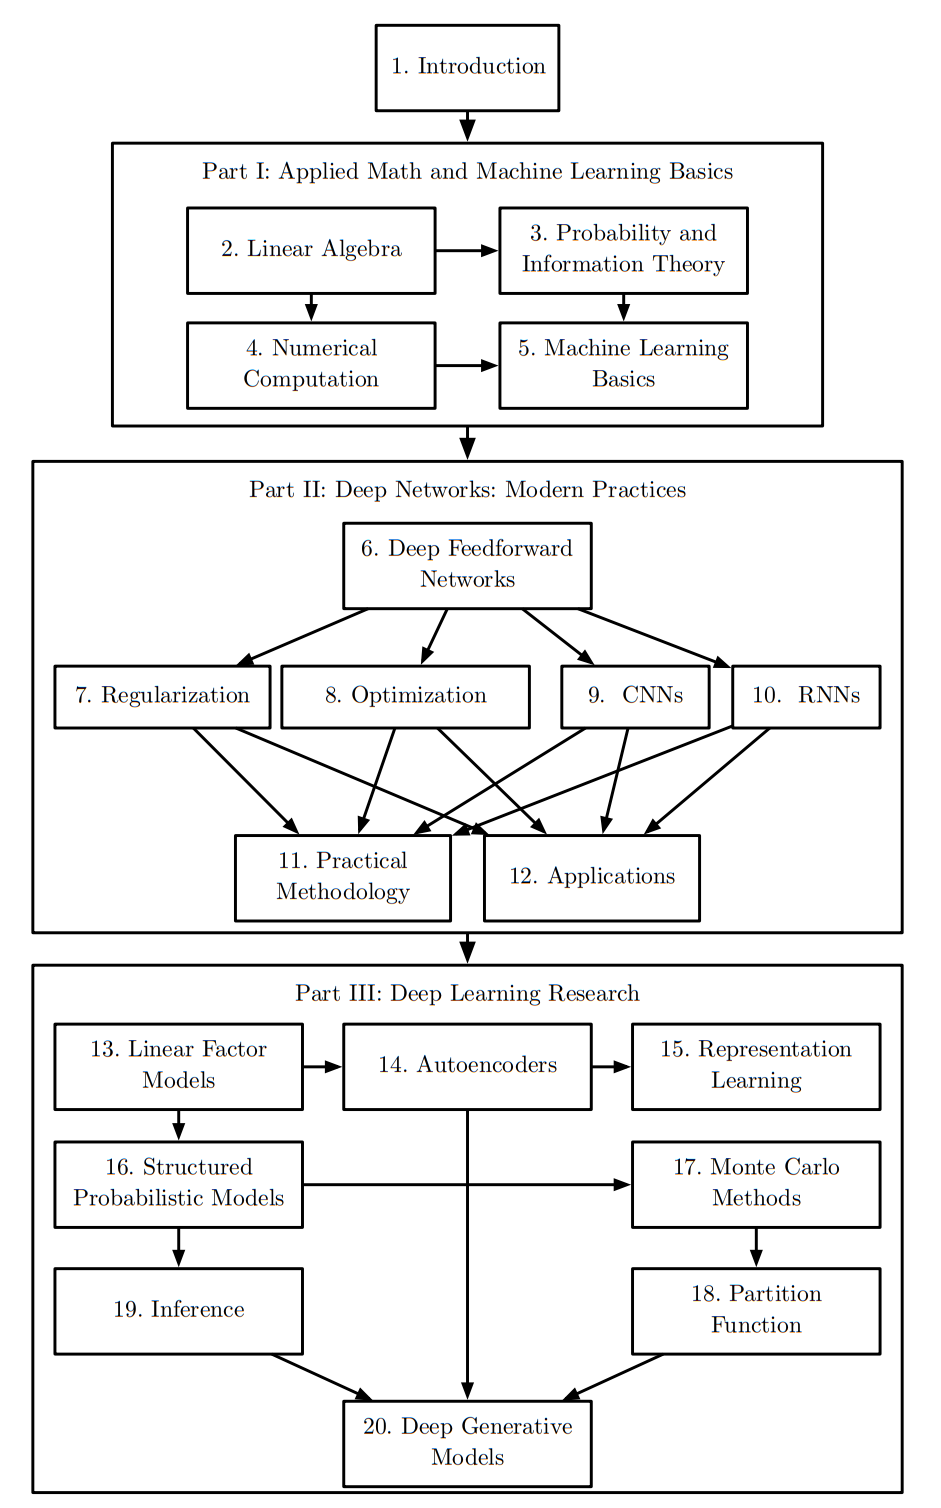 1. Introduction
Part I: Applied Math and Machine Learning Basics
2. Linear Algebra
3. Probability and
Information Theory
4. Numerical
Computation
5. Machine Learning
Basics
Part II: Deep Networks: Modern Practices
6. Deep Feedforward
Networks
7. Regularization
8. Optimization
9. CNNs
10. RNNs
11. Practical
Methodology
12. Applications
Part III: Deep Learning Research
13. Linear Factor
Models
14. Autoencoders
15. Representation
Learning
16. Structured
Probabilistic Models
17. Monte Carlo
Methods
19. Inference
18. Partition
Function
20. Deep Generative
Models